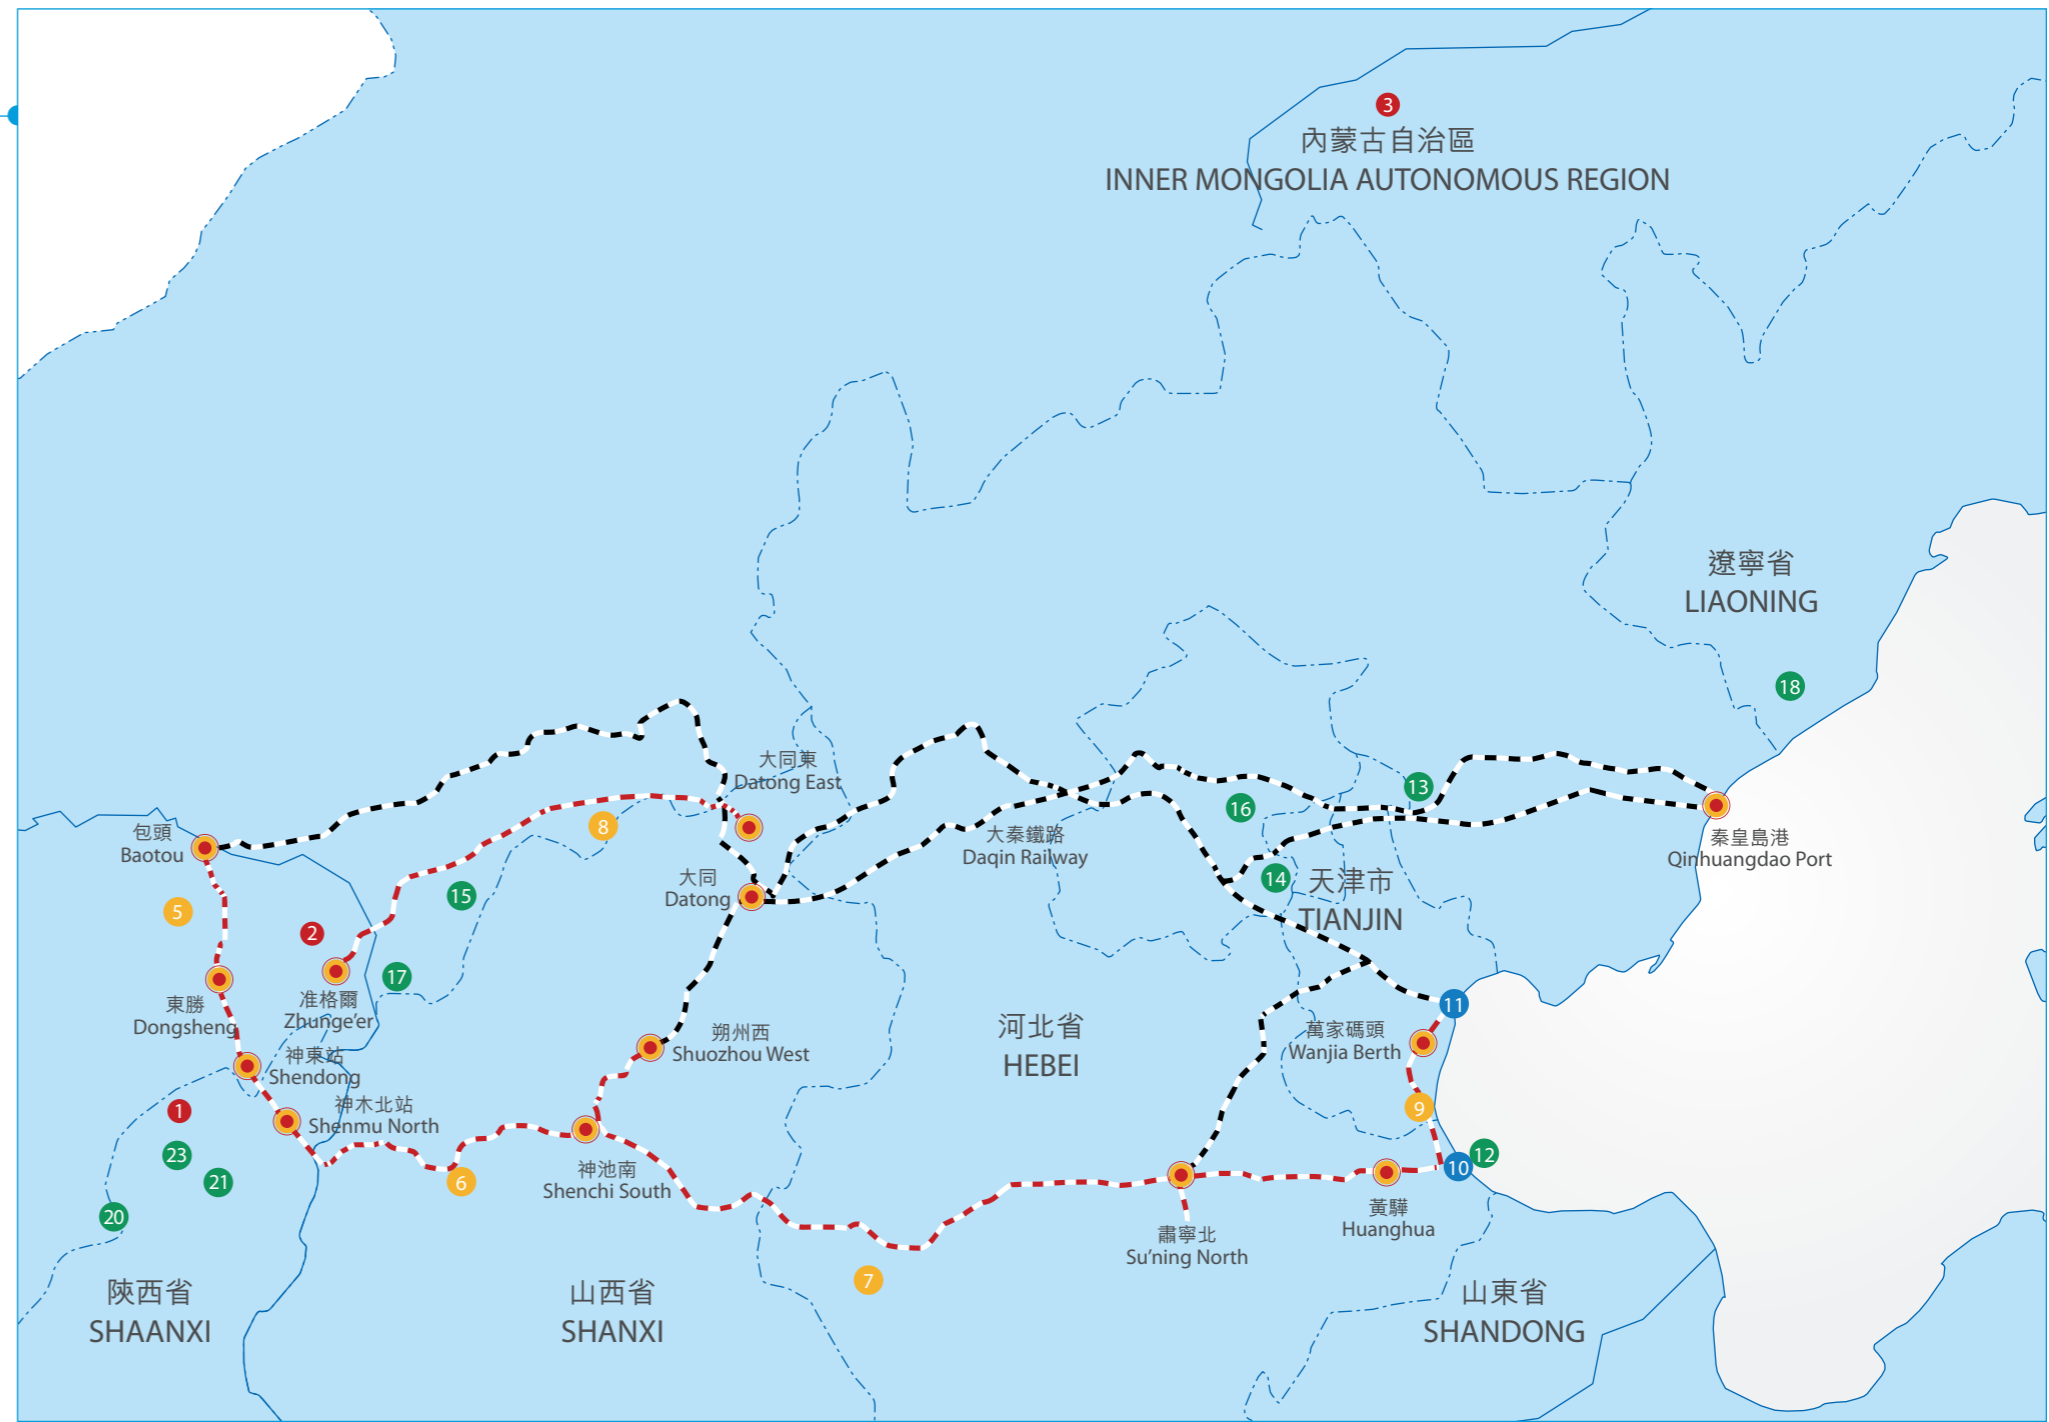 3
內蒙古自治區
INNER MONGOLIA AUTONOMOUS REGION
遼寧省
LIAONING
18
大同東
Datong East
8
13
16
包頭
Baotou
大秦鐵路
Daqin Railway
秦皇島港
Qinhuangdao Port
大同
Datong
14
天津市
TIANJIN
15
5
2
17
東勝
Dongsheng
准格爾
Zhunge'er
11
朔州西
Shuozhou West
河北省
HEBEI
萬家碼頭
Wanjia Berth
神東站
Shendong
1
神木北站
Shenmu North
9
23
21
6
神池南
Shenchi South
10
12
20
黃驊
Huanghua
肅寧北
Su'ning North
7
陝西省
SHAANXI
山西省
SHANXI
山東省
SHANDONG